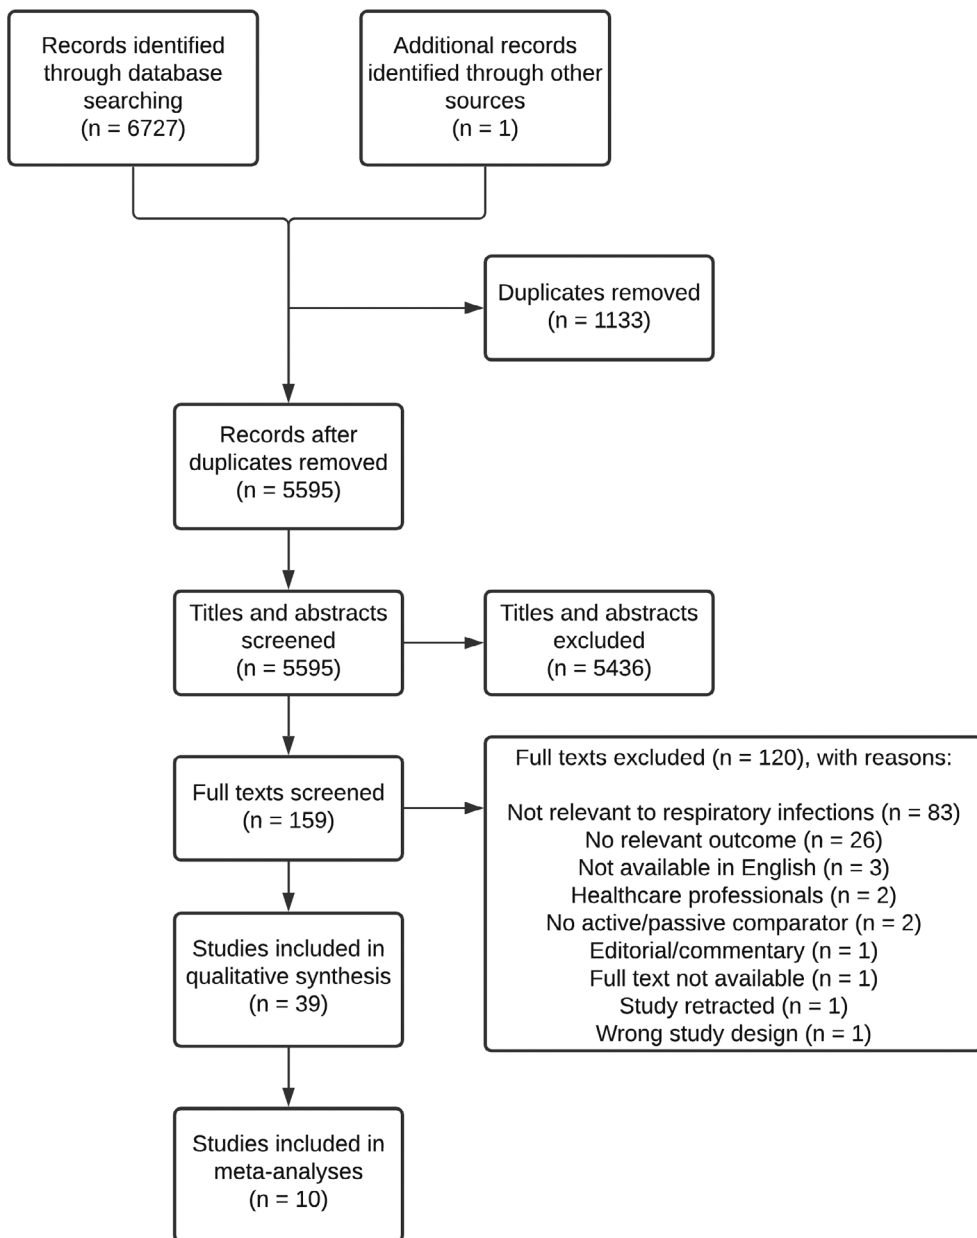 Records identified
through database
searching
(n = 6727)
Additional records
identified through other
sources
(n = 1)
Duplicates removed
(n = 1133)
Records after
duplicates removed
(n = 5595)
Titles and abstracts
screened
(n = 5595)
Titles and abstracts
excluded
(n = 5436)
Full texts screened
(n = 159)
Full texts excluded (n = 120), with reasons:
Not relevant to respiratory infections (n = 83)
No relevant outcome (n = 26)
Not available in English (n = 3)
Healthcare professionals (n = 2)
No active/passive comparator (n = 2)
Editorial/commentary (n = 1)
Full text not available (n = 1)
Study retracted (n = 1)
Wrong study design (n = 1)
Studies included in
qualitative synthesis
(n = 39)
Studies included in
meta-analyses
(n = 10)